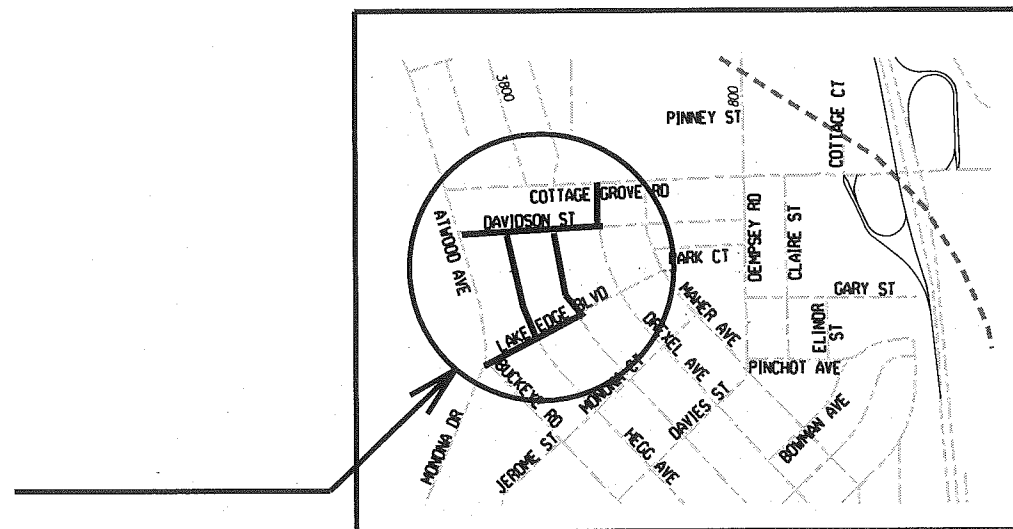 3800
800
PINNEY ST
COTTAGE CT
COTTAGE GROVE RD
ATWOOD AVE
DAVIDSON ST
DEMPSEY RD
CLAIRE ST
PARK CT
GARY ST
MAHER AVE
ELINOR ST
LAKE EDGE BLVD
DREXEL AVE
PINCHOT AVE
BUCKEYE RD
MONONA CT
DAVIES ST
BOWMAN AVE
MONONA DR
JEROME ST
HEGG AVE